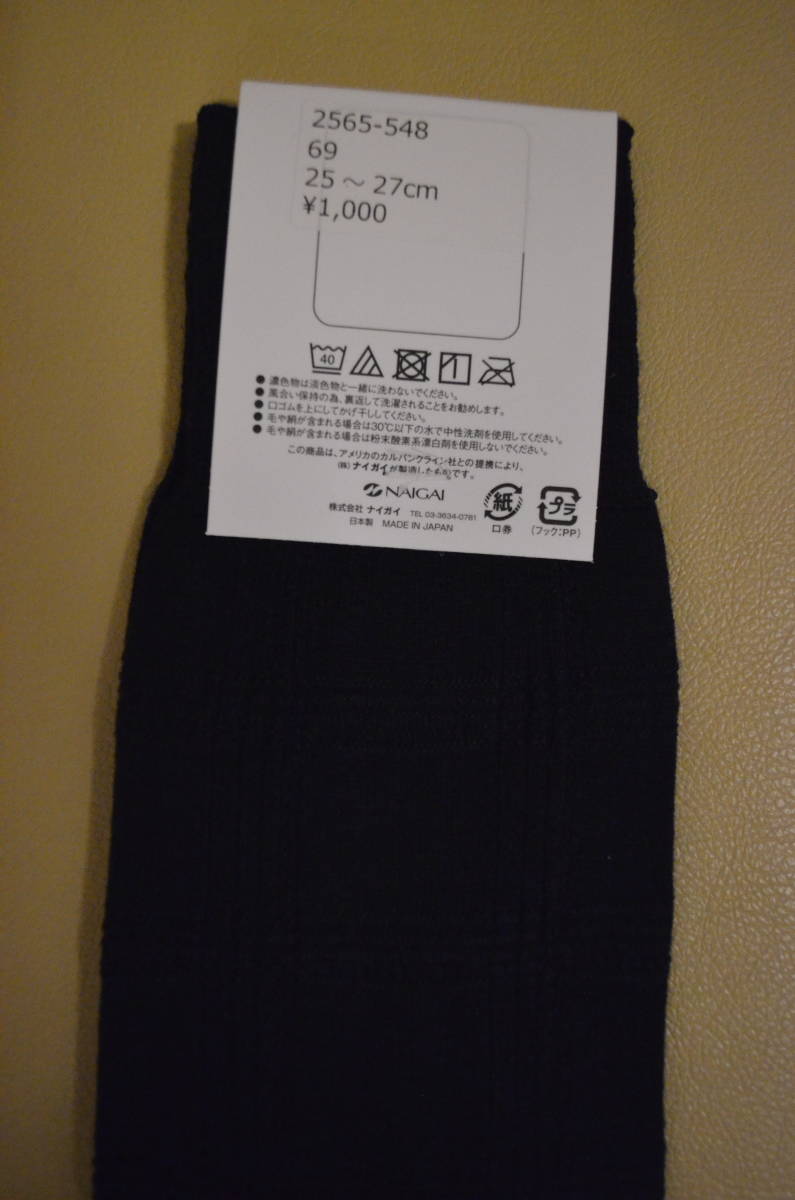 2565-548
69
25～27cm
¥1,000
40
● 濃色物は淡色物と一緒に洗わないでください。
● 風合い保持の為、裏返して洗濯されることをお勧めします。
● 口ゴムを上にしてかげ干ししてください。
● 毛や絹が含まれる場合は30℃以下の水で中性洗剤を使用してください。
● 毛や絹が含まれる場合は粉末酸素系漂白剤を使用しないでください。
この商品は、アメリカのカルバンクライン社との提携により、
(株)ナイガイが製造したものです。
NAIGAI
株式会社 ナイガイ TEL 03-3634-0781
日本製 MADE IN JAPAN
紙
口券
プラ
(フック:PP)